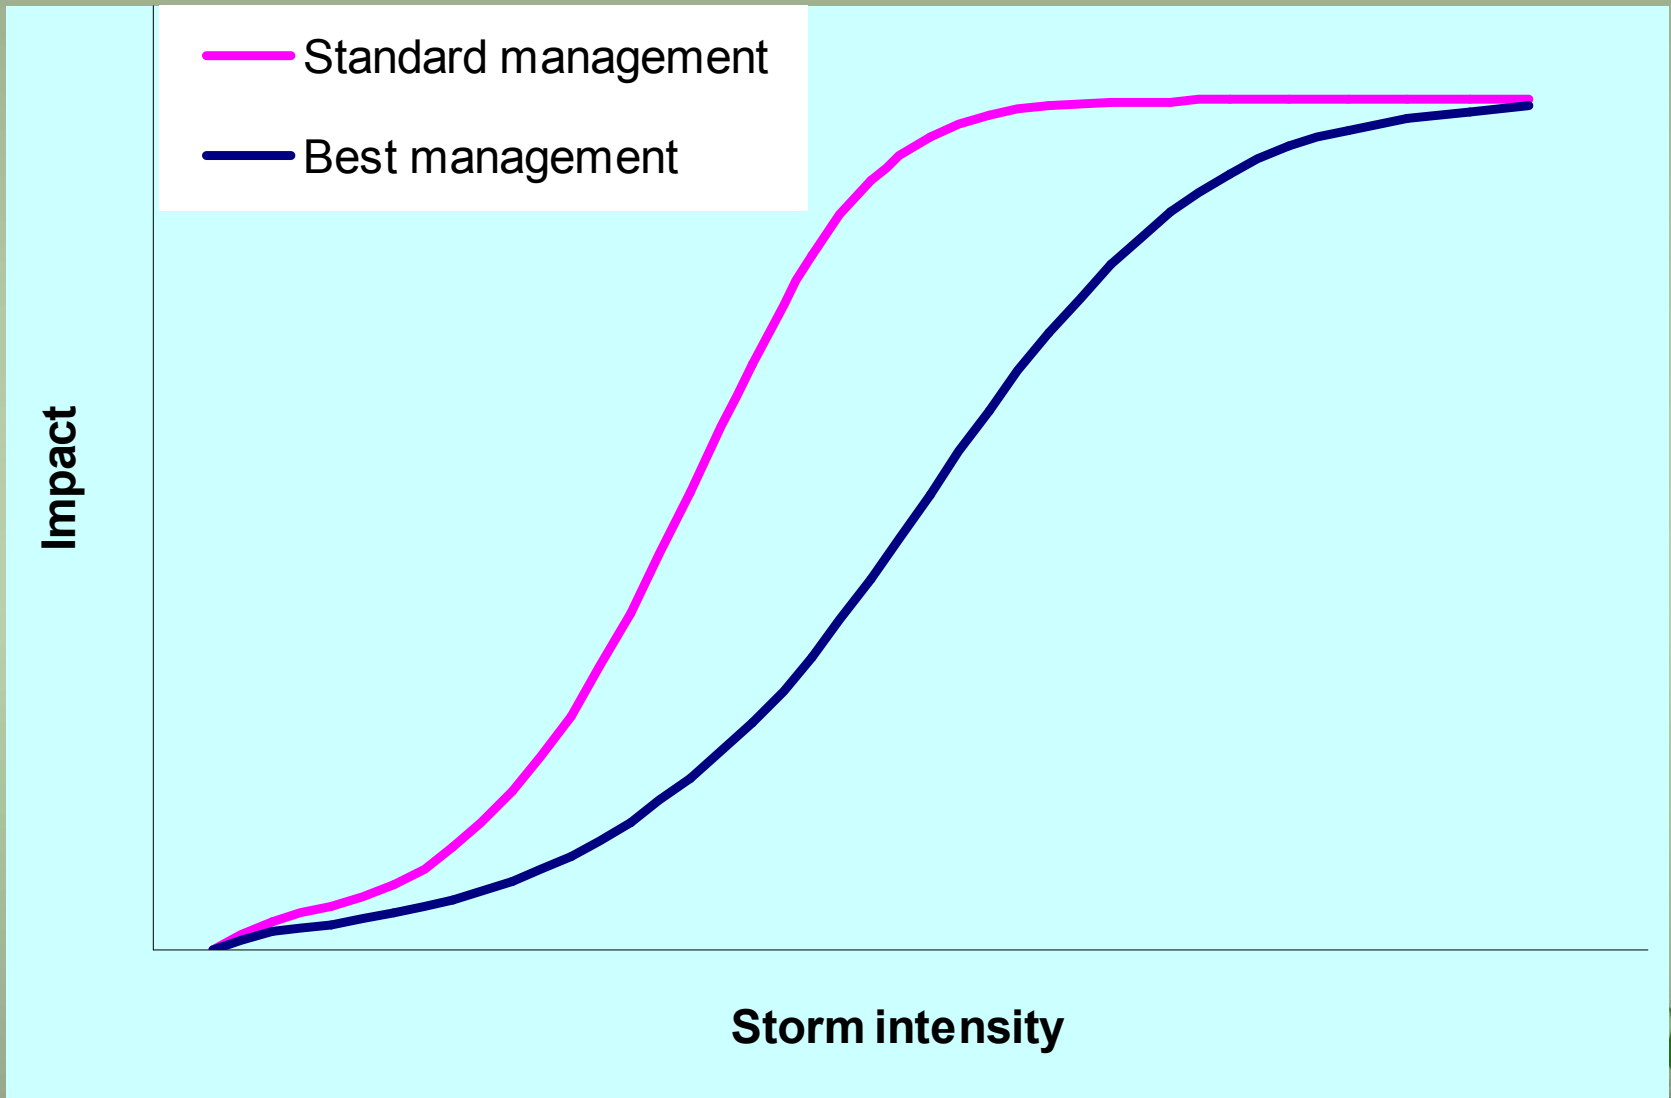 Standard management
Best management
Impact
Storm intensity